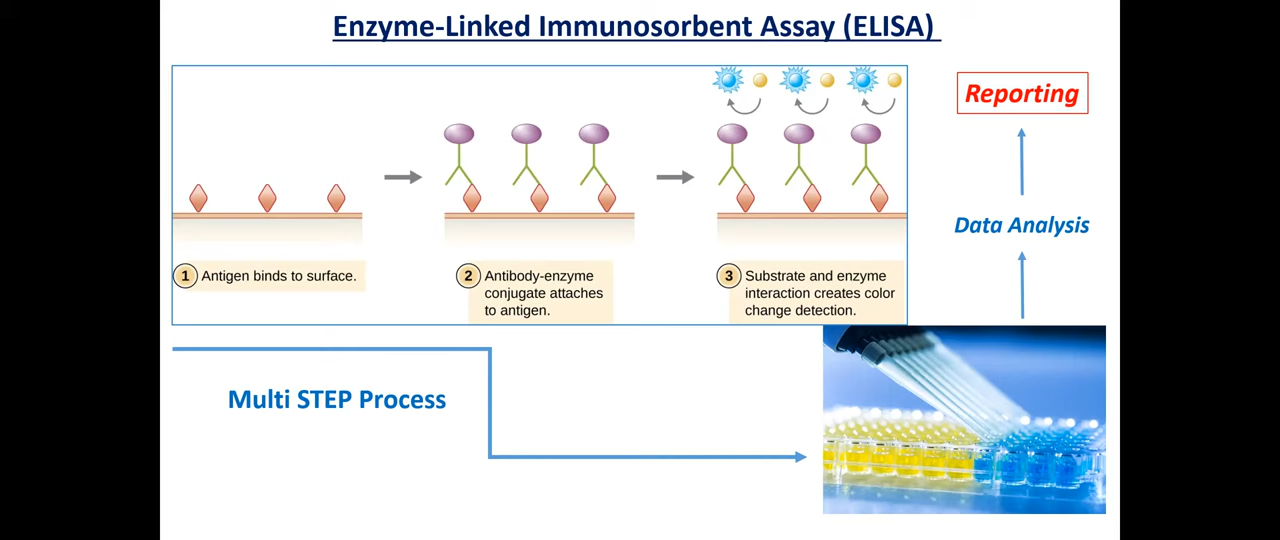 Enzyme-Linked Immunosorbent Assay (ELISA)
Reporting
Data Analysis
1 Antigen binds to surface.
2 Antibody-enzyme
conjugate attaches
to antigen.
3 Substrate and enzyme
interaction creates color
change detection.
Multi STEP Process